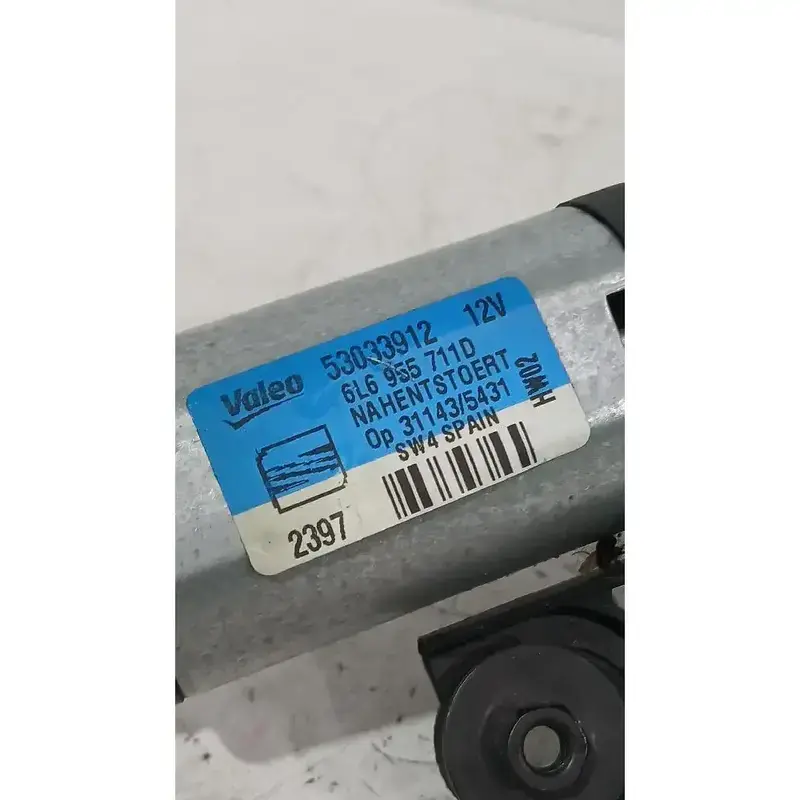 Valeo
53033912 12V
6L6 955 711D
NAHENTSTOERT
Op 31143/5431
SW4 SPAIN
HW02
2397